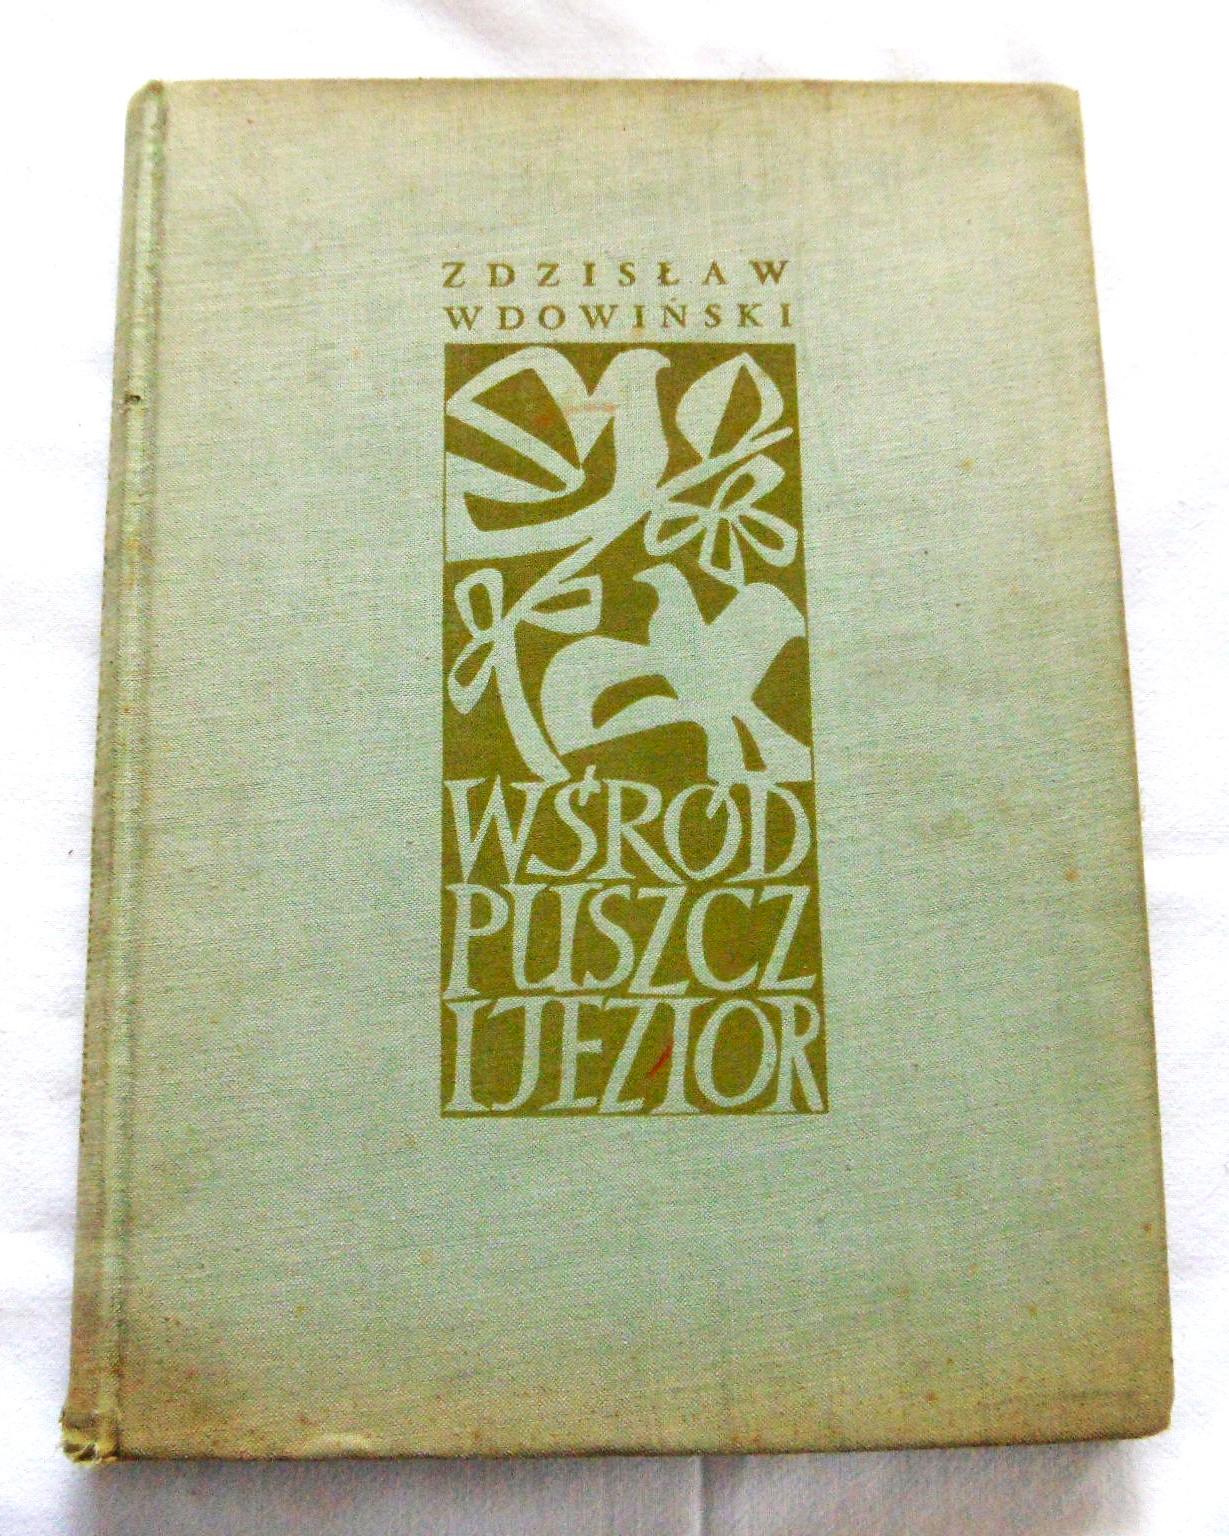 ZDZISŁAW
WDOWIŃSKI
WŚRÓD
PUSZCZ
I JEZIOR